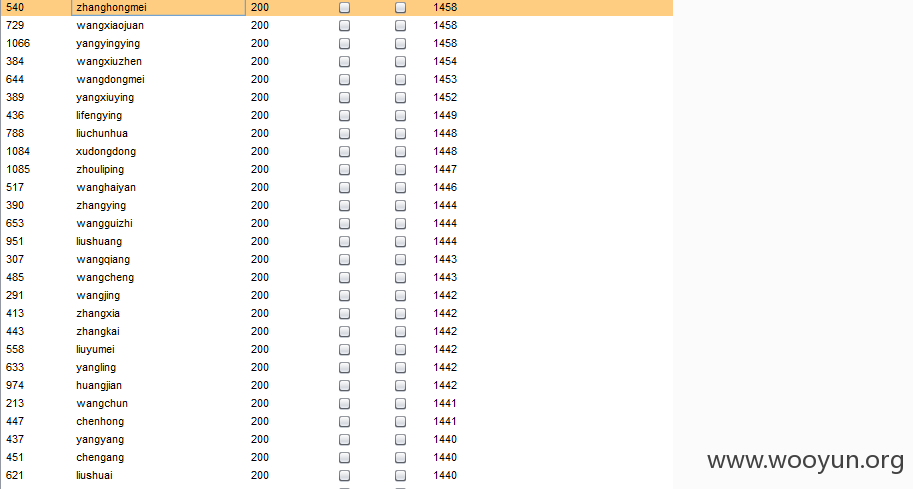 540 zhanghongmei 200 1458
729 wangxiaojuan 200 1458
1066 yangyingying 200 1458
384 wangxiuzhen 200 1454
644 wangdongmei 200 1453
389 yangxiuying 200 1452
436 lifengying 200 1449
788 liuchunhua 200 1448
1084 xudongdong 200 1448
1085 zhouliping 200 1447
517 wanghaiyan 200 1446
390 zhangying 200 1444
653 wangguizhi 200 1444
951 liushuang 200 1444
307 wangqiang 200 1443
485 wangcheng 200 1443
291 wangjing 200 1442
413 zhangxia 200 1442
443 zhangkai 200 1442
558 liuyumei 200 1442
633 yangling 200 1442
974 huangjian 200 1442
213 wangchun 200 1441
447 chenhong 200 1441
437 yangyang 200 1440
451 chengang 200 1440
621 liushuai 200 1440
www.wooyun.org